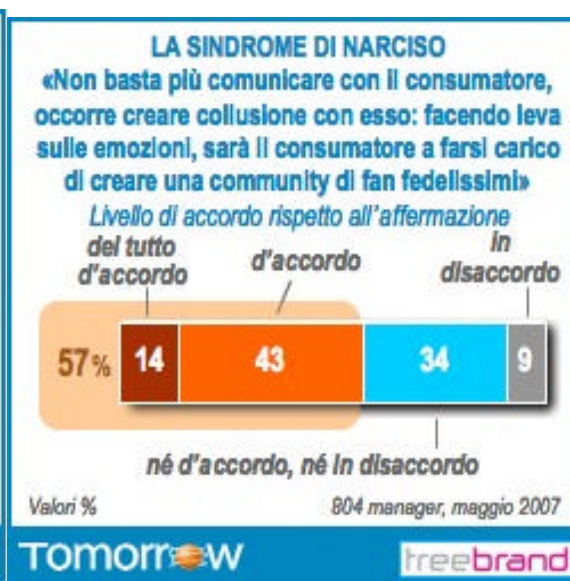 LA SINDROME DI NARCISO
«Non basta più comunicare con il consumatore,
occorre creare collusione con esso: facendo leva
sulle emozioni, sarà il consumatore a farsi carico
di creare una community di fan fedelissimi»
Livello di accordo rispetto all'affermazione
del tutto
d'accordo
d'accordo
in
disaccordo
57% 14 43 34 9
né d'accordo, né in disaccordo
Valori % 804 manager, maggio 2007
Tomorrow treebrand